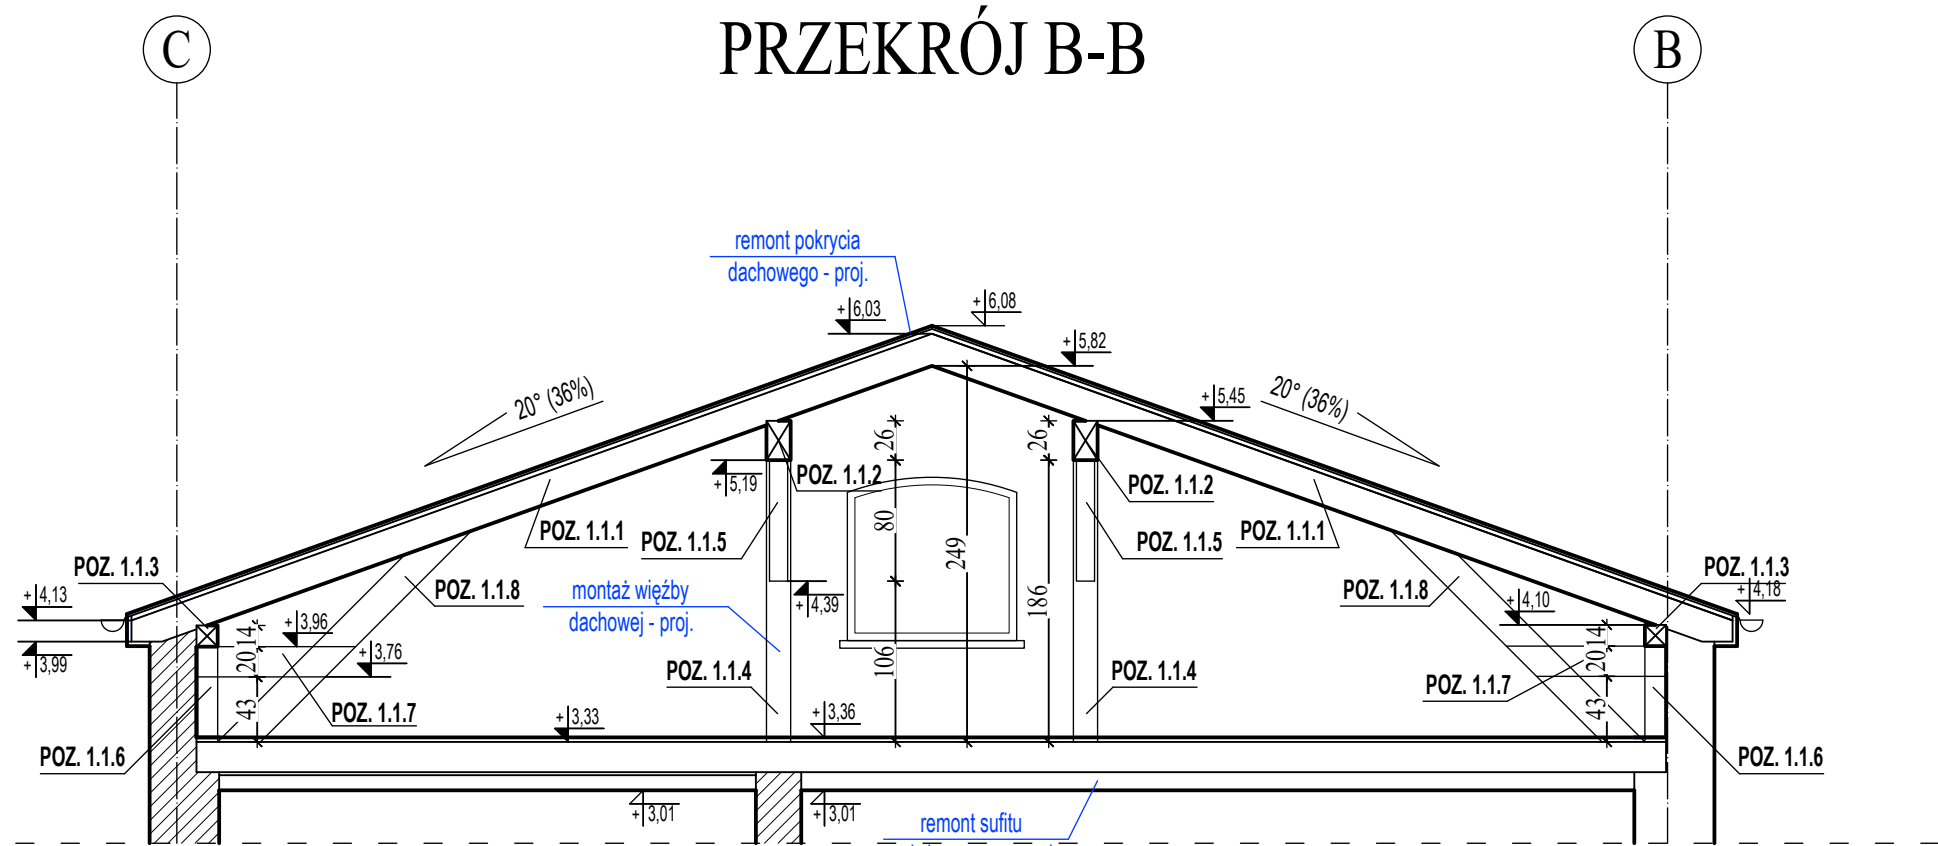 PRZEKRÓJ B-B
C
B
remont pokrycia
dachowego - proj.
+6,03
+6,08
+5,82
+5,45
20° (36%)
20° (36%)
26
26
+5,19
POZ. 1.1.2
POZ. 1.1.2
80
249
POZ. 1.1.1
POZ. 1.1.5
POZ. 1.1.5
POZ. 1.1.1
POZ. 1.1.3
POZ. 1.1.3
POZ. 1.1.8
POZ. 1.1.8
montaż więźby
dachowej - proj.
+4,13
+4,39
186
+4,10
+4,18
+3,96
14
14
+3,99
+3,76
20
20
106
POZ. 1.1.4
POZ. 1.1.4
POZ. 1.1.7
POZ. 1.1.7
43
43
+3,33
+3,36
POZ. 1.1.6
POZ. 1.1.6
+3,01
+3,01
remont sufitu